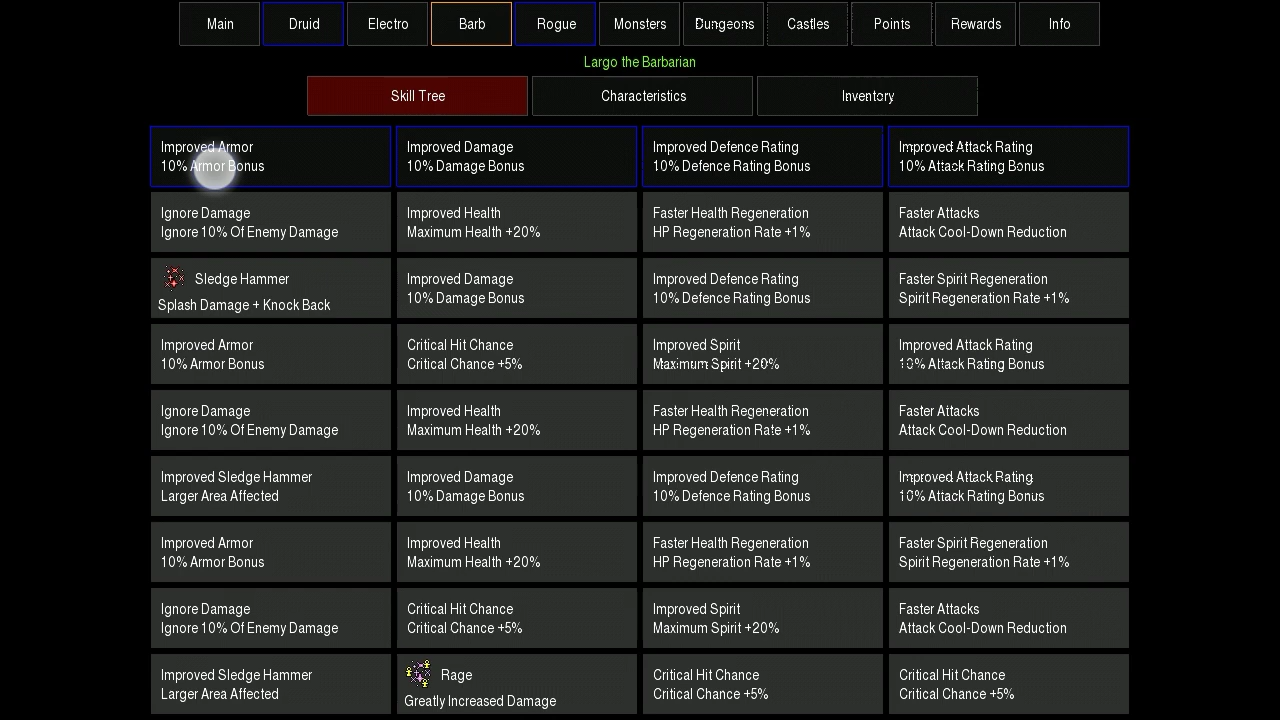 Main Druid Electro Barb Rogue Monsters Dungeons Castles Points Rewards Info
Largo the Barbarian
Skill Tree Characteristics Inventory
Improved Armor Improved Damage Improved Defence Rating Improved Attack Rating
10% Armor Bonus 10% Damage Bonus 10% Defence Rating Bonus 10% Attack Rating Bonus
Ignore Damage Improved Health Faster Health Regeneration Faster Attacks
Ignore 10% Of Enemy Damage Maximum Health +20% HP Regeneration Rate +1% Attack Cool-Down Reduction
Sledge Hammer Improved Damage Improved Defence Rating Faster Spirit Regeneration
Splash Damage + Knock Back 10% Damage Bonus 10% Defence Rating Bonus Spirit Regeneration Rate +1%
Improved Armor Critical Hit Chance Improved Spirit Improved Attack Rating
10% Armor Bonus Critical Chance +5% Maximum Spirit +20% 10% Attack Rating Bonus
Ignore Damage Improved Health Faster Health Regeneration Faster Attacks
Ignore 10% Of Enemy Damage Maximum Health +20% HP Regeneration Rate +1% Attack Cool-Down Reduction
Improved Sledge Hammer Improved Damage Improved Defence Rating Improved Attack Rating
Larger Area Affected 10% Damage Bonus 10% Defence Rating Bonus 10% Attack Rating Bonus
Improved Armor Improved Health Faster Health Regeneration Faster Spirit Regeneration
10% Armor Bonus Maximum Health +20% HP Regeneration Rate +1% Spirit Regeneration Rate +1%
Ignore Damage Critical Hit Chance Improved Spirit Faster Attacks
Ignore 10% Of Enemy Damage Critical Chance +5% Maximum Spirit +20% Attack Cool-Down Reduction
Improved Sledge Hammer Rage Critical Hit Chance Critical Hit Chance
Larger Area Affected Greatly Increased Damage Critical Chance +5% Critical Chance +5%